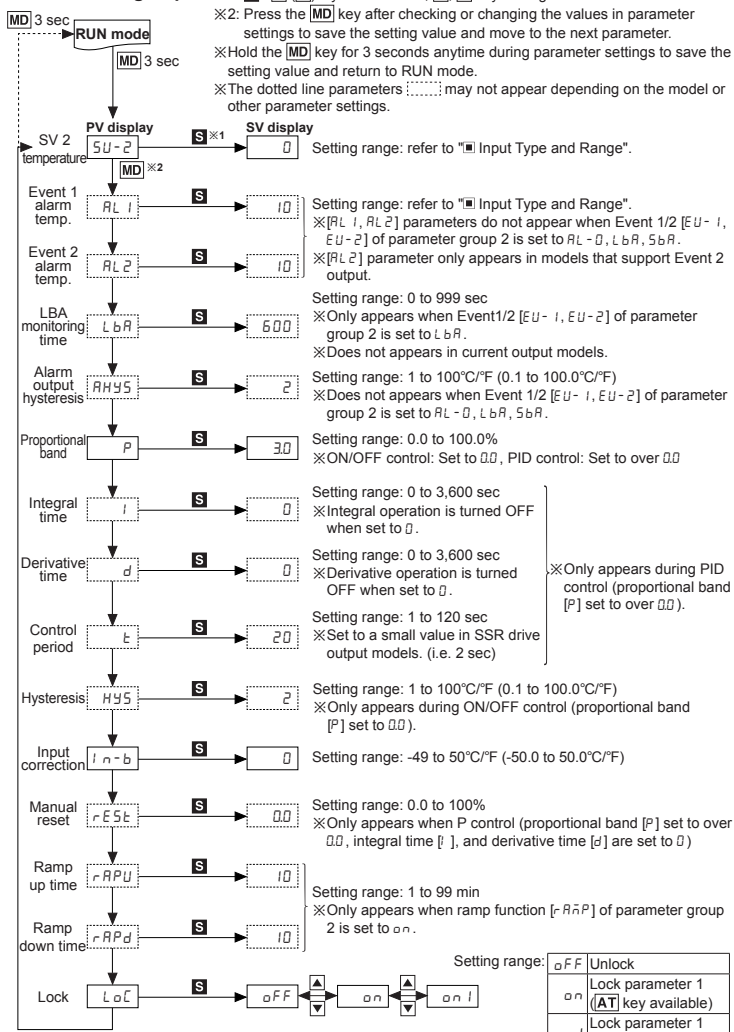 ※2: Press the MD key after checking or changing the values in parameter
settings to save the setting value and move to the next parameter.
※Hold the MD key for 3 seconds anytime during parameter settings to save the
setting value and return to RUN mode.
※The dotted line parameters may not appear depending on the model or
other parameter settings.
MD 3 sec
RUN mode
MD 3 sec
PV display
SV display
SV 2
temperature
SU-2
S ※1
0
Setting range: refer to "▣ Input Type and Range".
MD ※2
Event 1
alarm
temp.
AL1
S
10
Setting range: refer to "▣ Input Type and Range".
※[AL1, AL2] parameters do not appear when Event 1/2 [EU-1,
EU-2] of parameter group 2 is set to AL-0, LbA, SbA.
Event 2
alarm
temp.
AL2
S
10
※[AL2] parameter only appears in models that support Event 2
output.
LBA
monitoring
time
LbA
S
600
Setting range: 0 to 999 sec
※Only appears when Event1/2 [EU-1, EU-2] of parameter
group 2 is set to LbA.
※Does not appears in current output models.
Alarm
output
hysteresis
AHYS
S
2
Setting range: 1 to 100°C/°F (0.1 to 100.0°C/°F)
※Does not appears when Event 1/2 [EU-1, EU-2] of parameter
group 2 is set to AL-0, LbA, SbA.
Proportional
band
P
S
3.0
Setting range: 0.0 to 100.0%
※ON/OFF control: Set to 0.0, PID control: Set to over 0.0
Integral
time
I
S
0
Setting range: 0 to 3,600 sec
※Integral operation is turned OFF
when set to 0.
Derivative
time
d
S
0
Setting range: 0 to 3,600 sec
※Derivative operation is turned
OFF when set to 0.
※Only appears during PID
control (proportional band
[P] set to over 0.0).
Control
period
t
S
20
Setting range: 1 to 120 sec
※Set to a small value in SSR drive
output models. (i.e. 2 sec)
Hysteresis
HYS
S
2
Setting range: 1 to 100°C/°F (0.1 to 100.0°C/°F)
※Only appears during ON/OFF control (proportional band
[P] set to 0.0).
Input
correction
In-b
S
0
Setting range: -49 to 50°C/°F (-50.0 to 50.0°C/°F)
Manual
reset
rESt
S
0.0
Setting range: 0.0 to 100%
※Only appears when P control (proportional band [P] set to over
0.0, integral time [I], and derivative time [d] are set to 0)
Ramp
up time
rAPU
S
10
Setting range: 1 to 99 min
※Only appears when ramp function [rAmP] of parameter group
2 is set to on.
Ramp
down time
rAPd
S
10
Lock
LoC
S
oFF
▲
▼
on
▲
▼
on1
Setting range:
oFF Unlock
on Lock parameter 1
(AT key available)
Lock parameter 1